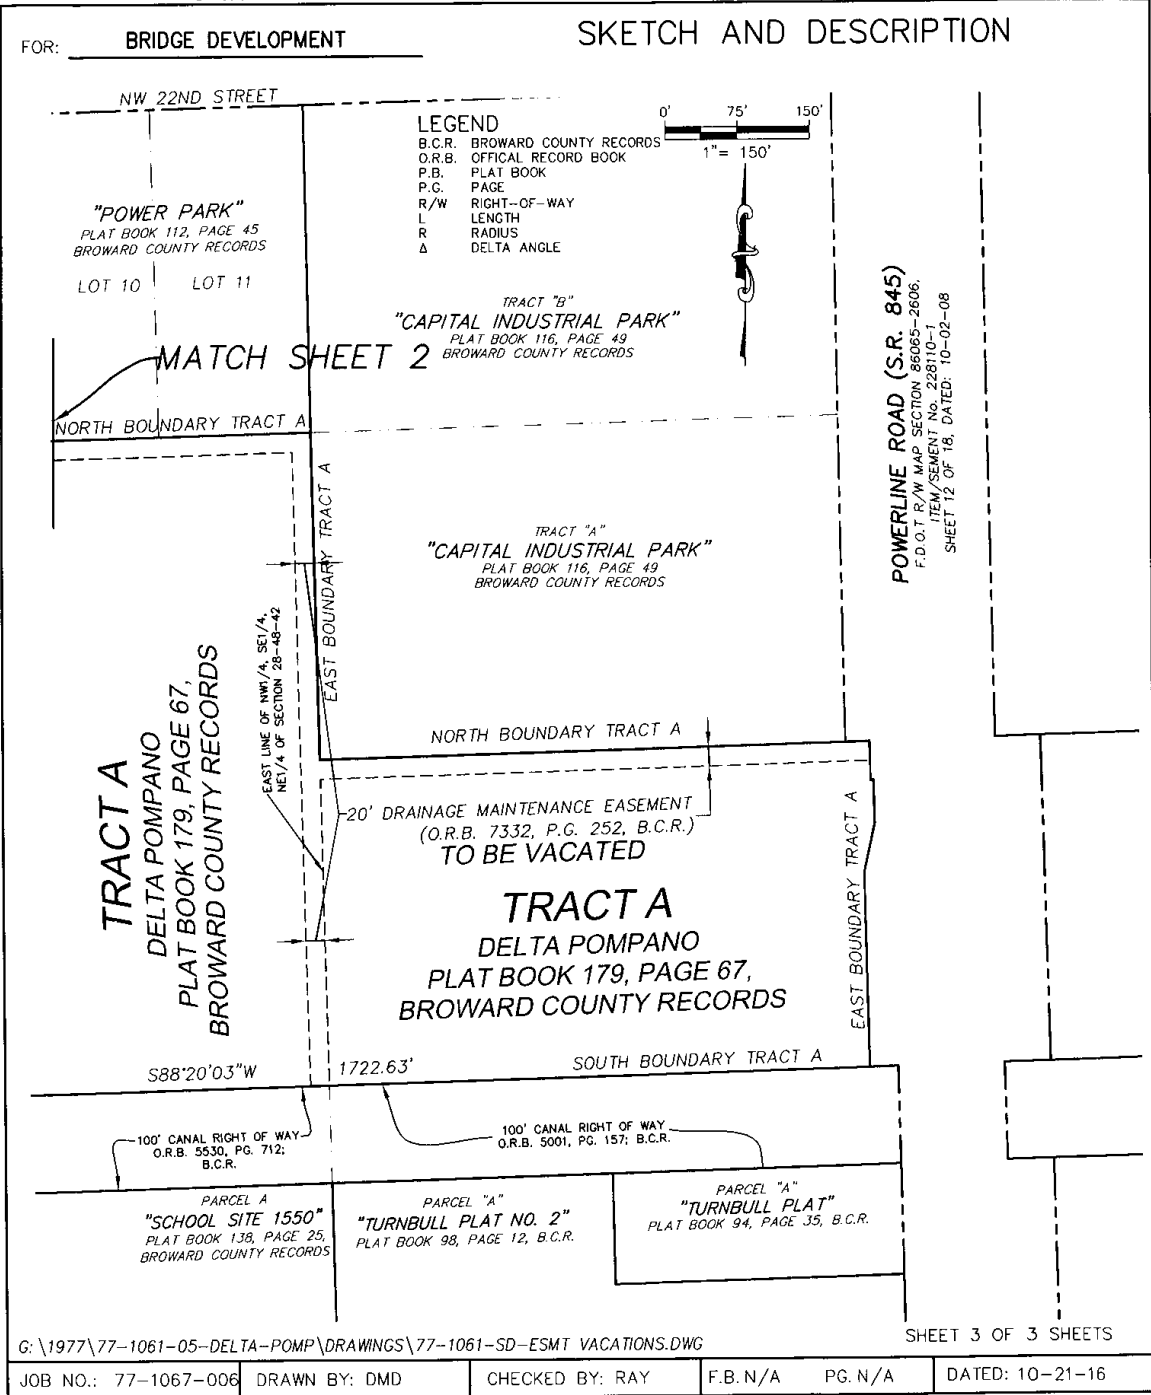 FOR: BRIDGE DEVELOPMENT
SKETCH AND DESCRIPTION
NW 22ND STREET
LEGEND
B.C.R. BROWARD COUNTY RECORDS
O.R.B. OFFICAL RECORD BOOK
P.B. PLAT BOOK
P.G. PAGE
R/W RIGHT-OF-WAY
L LENGTH
R RADIUS
Δ DELTA ANGLE
0' 75' 150'
1"= 150'
"POWER PARK"
PLAT BOOK 112, PAGE 45
BROWARD COUNTY RECORDS
LOT 10 LOT 11
TRACT "B"
"CAPITAL INDUSTRIAL PARK"
PLAT BOOK 116, PAGE 49
BROWARD COUNTY RECORDS
MATCH SHEET 2
NORTH BOUNDARY TRACT A
POWERLINE ROAD (S.R. 845)
F.D.O.T R/W MAP SECTION 86065-2606,
ITEM/SEMENT No. 228110-1
SHEET 12 OF 18, DATED: 10-02-08
EAST BOUNDARY TRACT A
TRACT "A"
"CAPITAL INDUSTRIAL PARK"
PLAT BOOK 116, PAGE 49
BROWARD COUNTY RECORDS
EAST LINE OF NW1/4, SE1/4,
NE1/4 OF SECTION 28-48-42
TRACT A
DELTA POMPANO
PLAT BOOK 179, PAGE 67,
BROWARD COUNTY RECORDS
NORTH BOUNDARY TRACT A
20' DRAINAGE MAINTENANCE EASEMENT
(O.R.B. 7332, P.G. 252, B.C.R.)
TO BE VACATED
TRACT A
DELTA POMPANO
PLAT BOOK 179, PAGE 67,
BROWARD COUNTY RECORDS
EAST BOUNDARY TRACT A
S88°20'03"W 1722.63'
SOUTH BOUNDARY TRACT A
100' CANAL RIGHT OF WAY
O.R.B. 5530, PG. 712;
B.C.R.
100' CANAL RIGHT OF WAY
O.R.B. 5001, PG. 157; B.C.R.
PARCEL A
"SCHOOL SITE 1550"
PLAT BOOK 138, PAGE 25,
BROWARD COUNTY RECORDS
PARCEL "A"
"TURNBULL PLAT NO. 2"
PLAT BOOK 98, PAGE 12, B.C.R.
PARCEL "A"
"TURNBULL PLAT"
PLAT BOOK 94, PAGE 35, B.C.R.
G:\1977\77-1061-05-DELTA-POMP\DRAWINGS\77-1061-SD-ESMT VACATIONS.DWG
SHEET 3 OF 3 SHEETS
JOB NO.: 77-1067-006 DRAWN BY: DMD CHECKED BY: RAY F.B. N/A PG. N/A DATED: 10-21-16